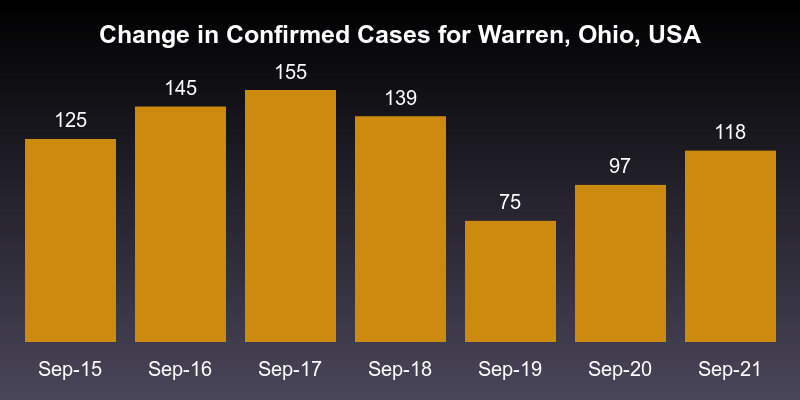 Change in Confirmed Cases for Warren, Ohio, USA
125
145
155
139
75
97
118
Sep-15
Sep-16
Sep-17
Sep-18
Sep-19
Sep-20
Sep-21